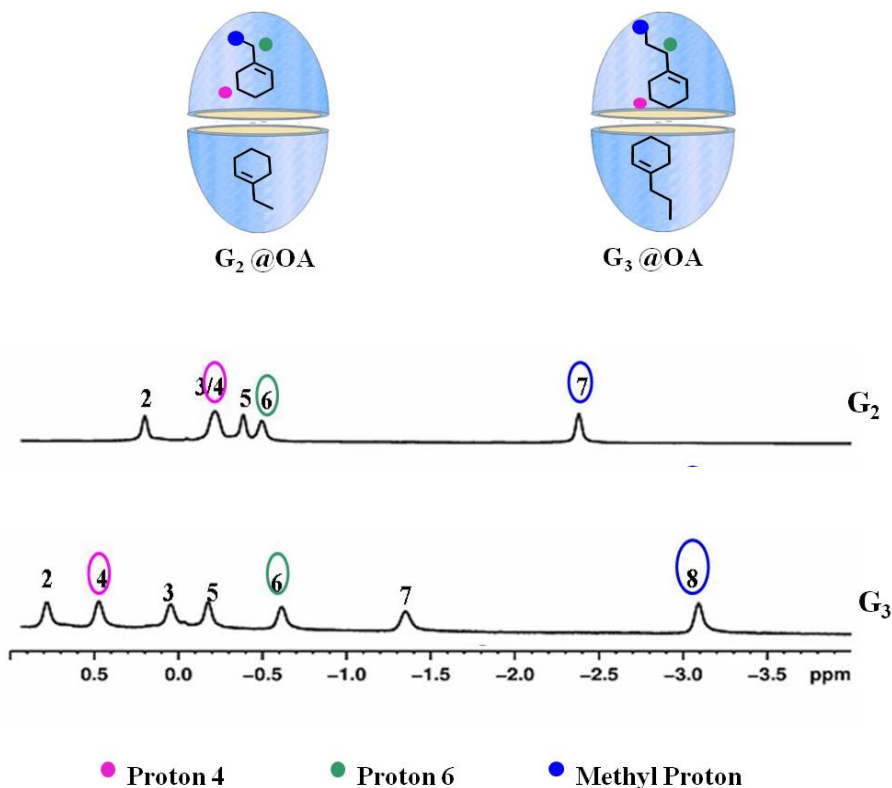 G₂ @OA G₃ @OA
2 3/4 5 6 7 G₂
2 4 3 5 6 7 8 G₃
0.5 0.0 −0.5 −1.0 −1.5 −2.0 −2.5 −3.0 −3.5 ppm
Proton 4 Proton 6 Methyl Proton